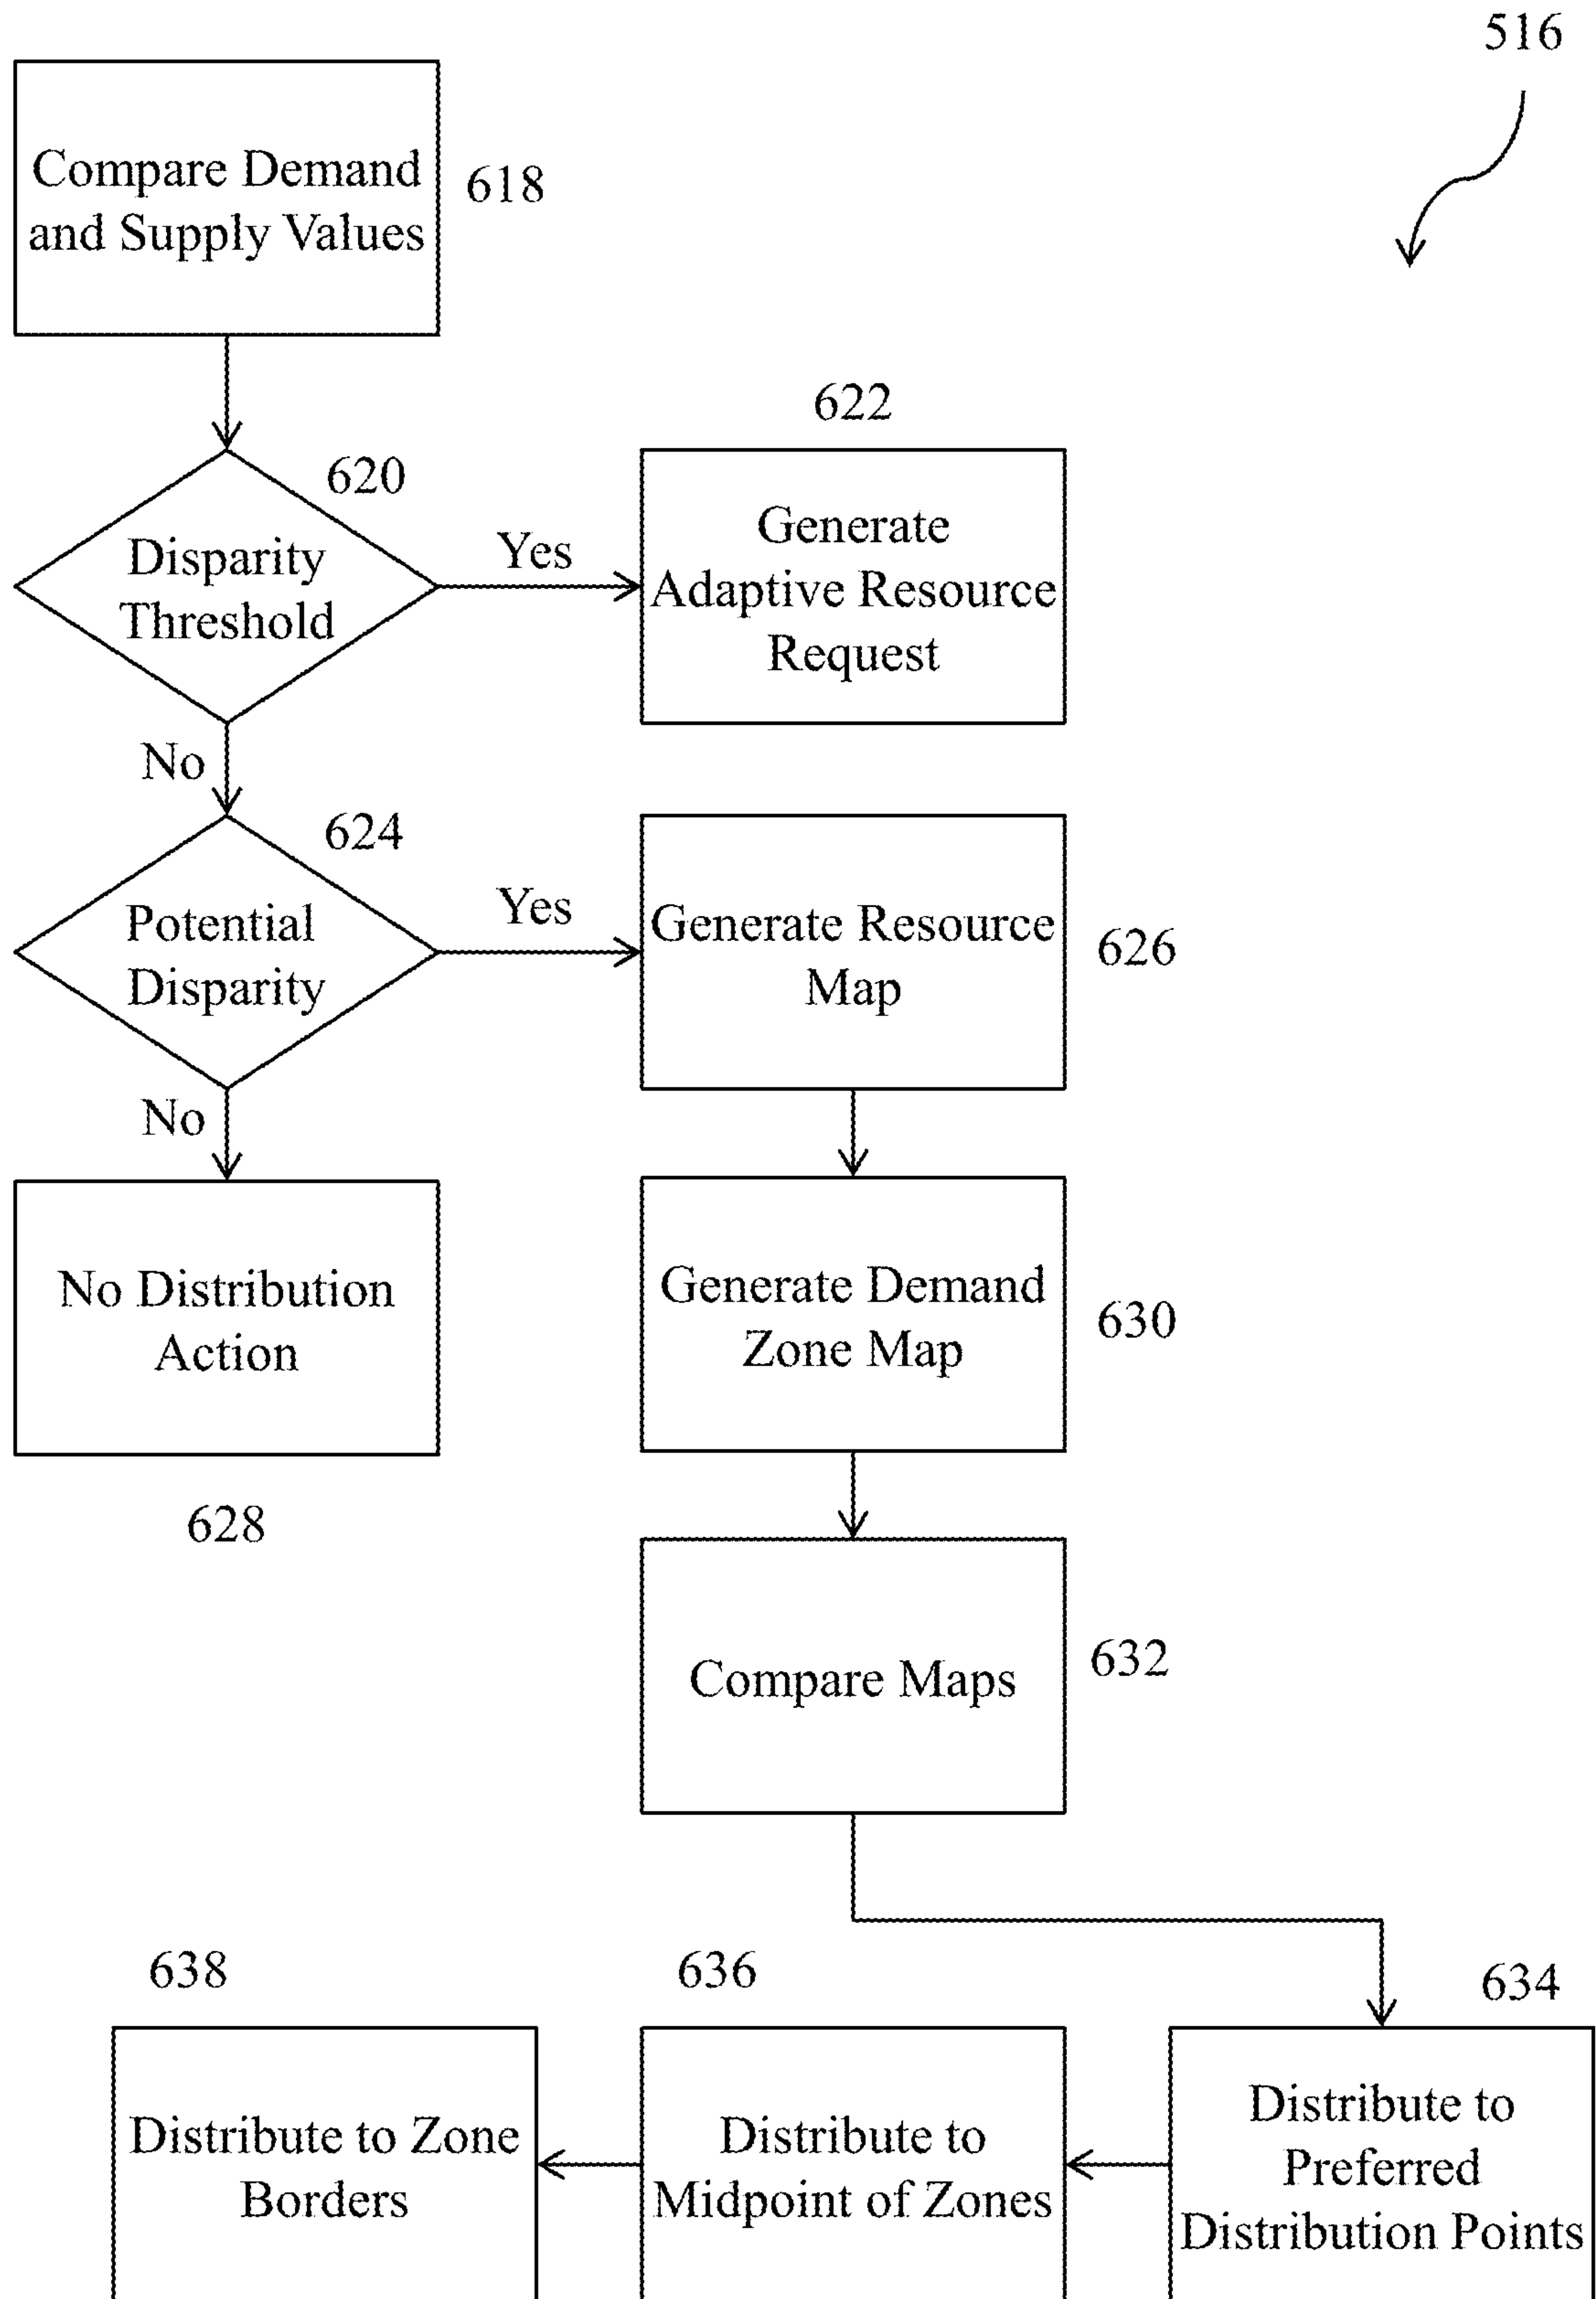 516
Compare Demand
and Supply Values
618
622
620
Disparity
Threshold
Yes
Generate
Adaptive Resource
Request
No
624
Potential
Disparity
Yes
Generate Resource
Map
626
No
No Distribution
Action
628
Generate Demand
Zone Map
630
Compare Maps
632
638
636
634
Distribute to Zone
Borders
Distribute to
Midpoint of Zones
Distribute to
Preferred
Distribution Points